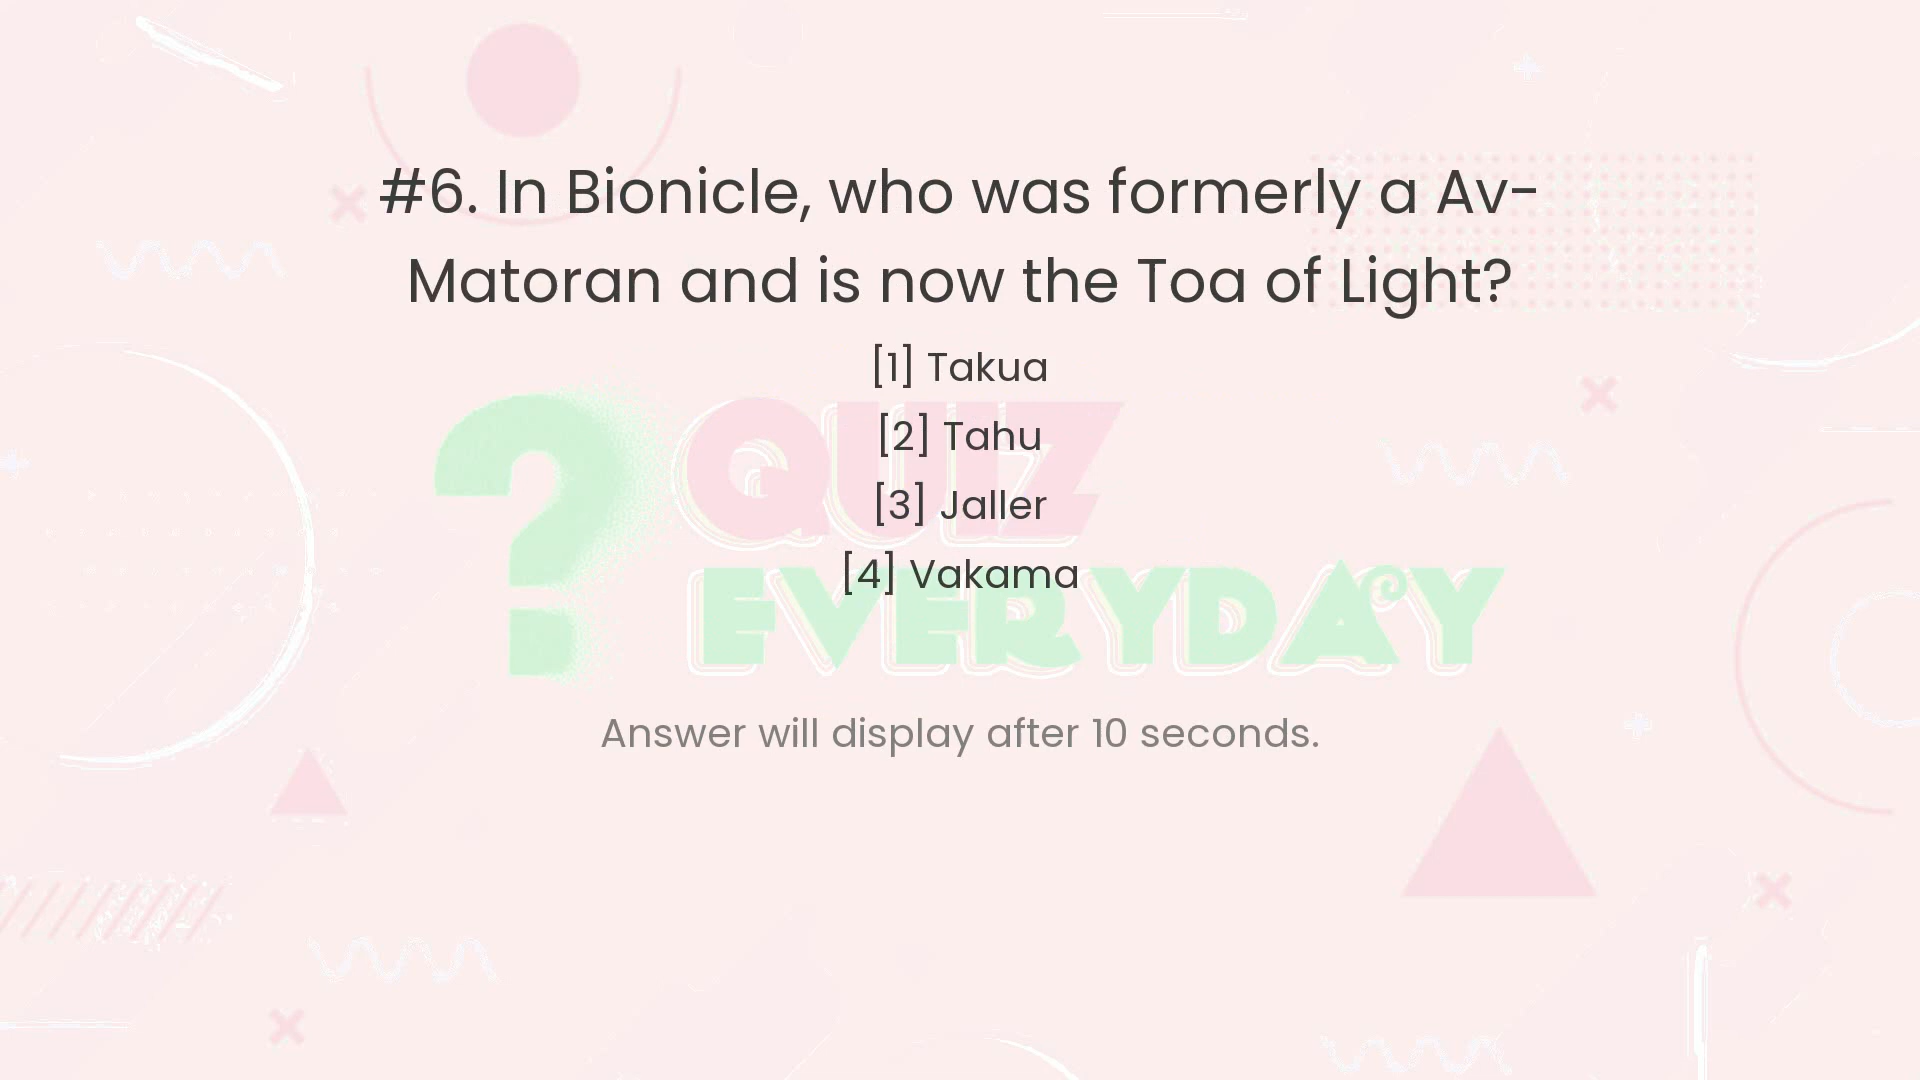 #6. In Bionicle, who was formerly a Av-
Matoran and is now the Toa of Light?
[1] Takua
[2] Tahu
[3] Jaller
[4] Vakama
? QUIZ
EVERYDAY
Answer will display after 10 seconds.